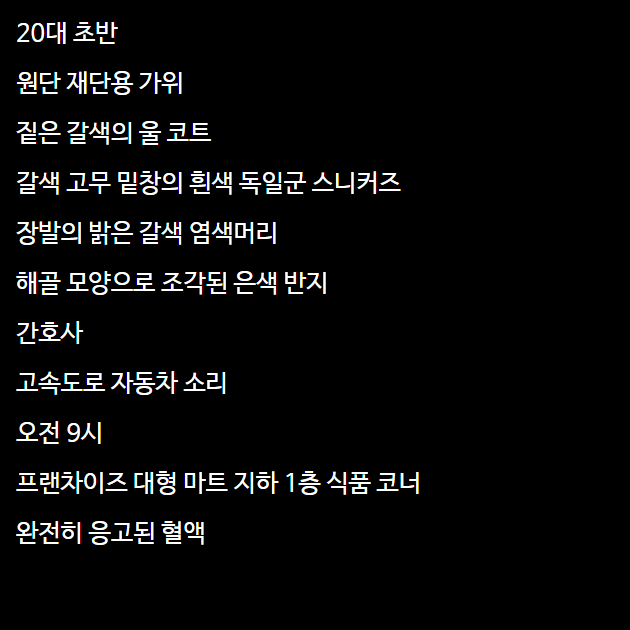 20대 초반
원단 재단용 가위
짙은 갈색의 울 코트
갈색 고무 밑창의 흰색 독일군 스니커즈
장발의 밝은 갈색 염색머리
해골 모양으로 조각된 은색 반지
간호사
고속도로 자동차 소리
오전 9시
프랜차이즈 대형 마트 지하 1층 식품 코너
완전히 응고된 혈액